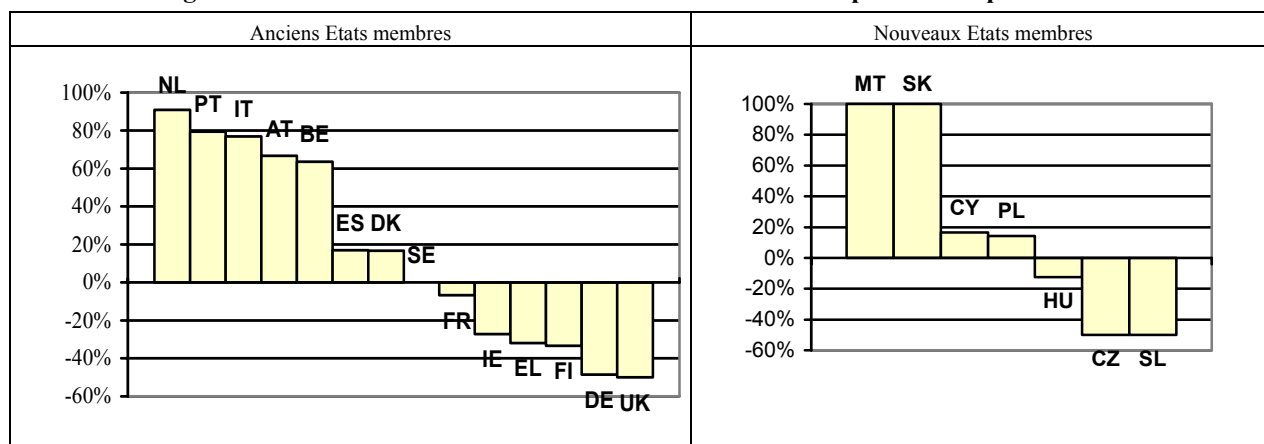 Anciens Etats membres
Nouveaux Etats membres
NL
PT
IT
AT
BE
ES DK
SE
FR
IE
EL
FI
DE UK
100%
80%
60%
40%
20%
0%
-20%
-40%
-60%
MT SK
CY
PL
HU
CZ SL
100%
80%
60%
40%
20%
0%
-20%
-40%
-60%